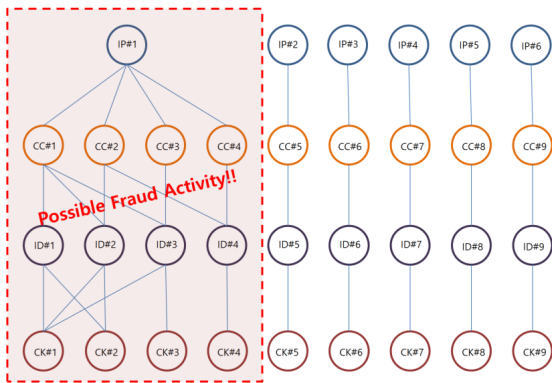 IP#1 IP#2 IP#3 IP#4 IP#5 IP#6
CC#1 CC#2 CC#3 CC#4 CC#5 CC#6 CC#7 CC#8 CC#9
Possible Fraud Activity!!
ID#1 ID#2 ID#3 ID#4 ID#5 ID#6 ID#7 ID#8 ID#9
CK#1 CK#2 CK#3 CK#4 CK#5 CK#6 CK#7 CK#8 CK#9